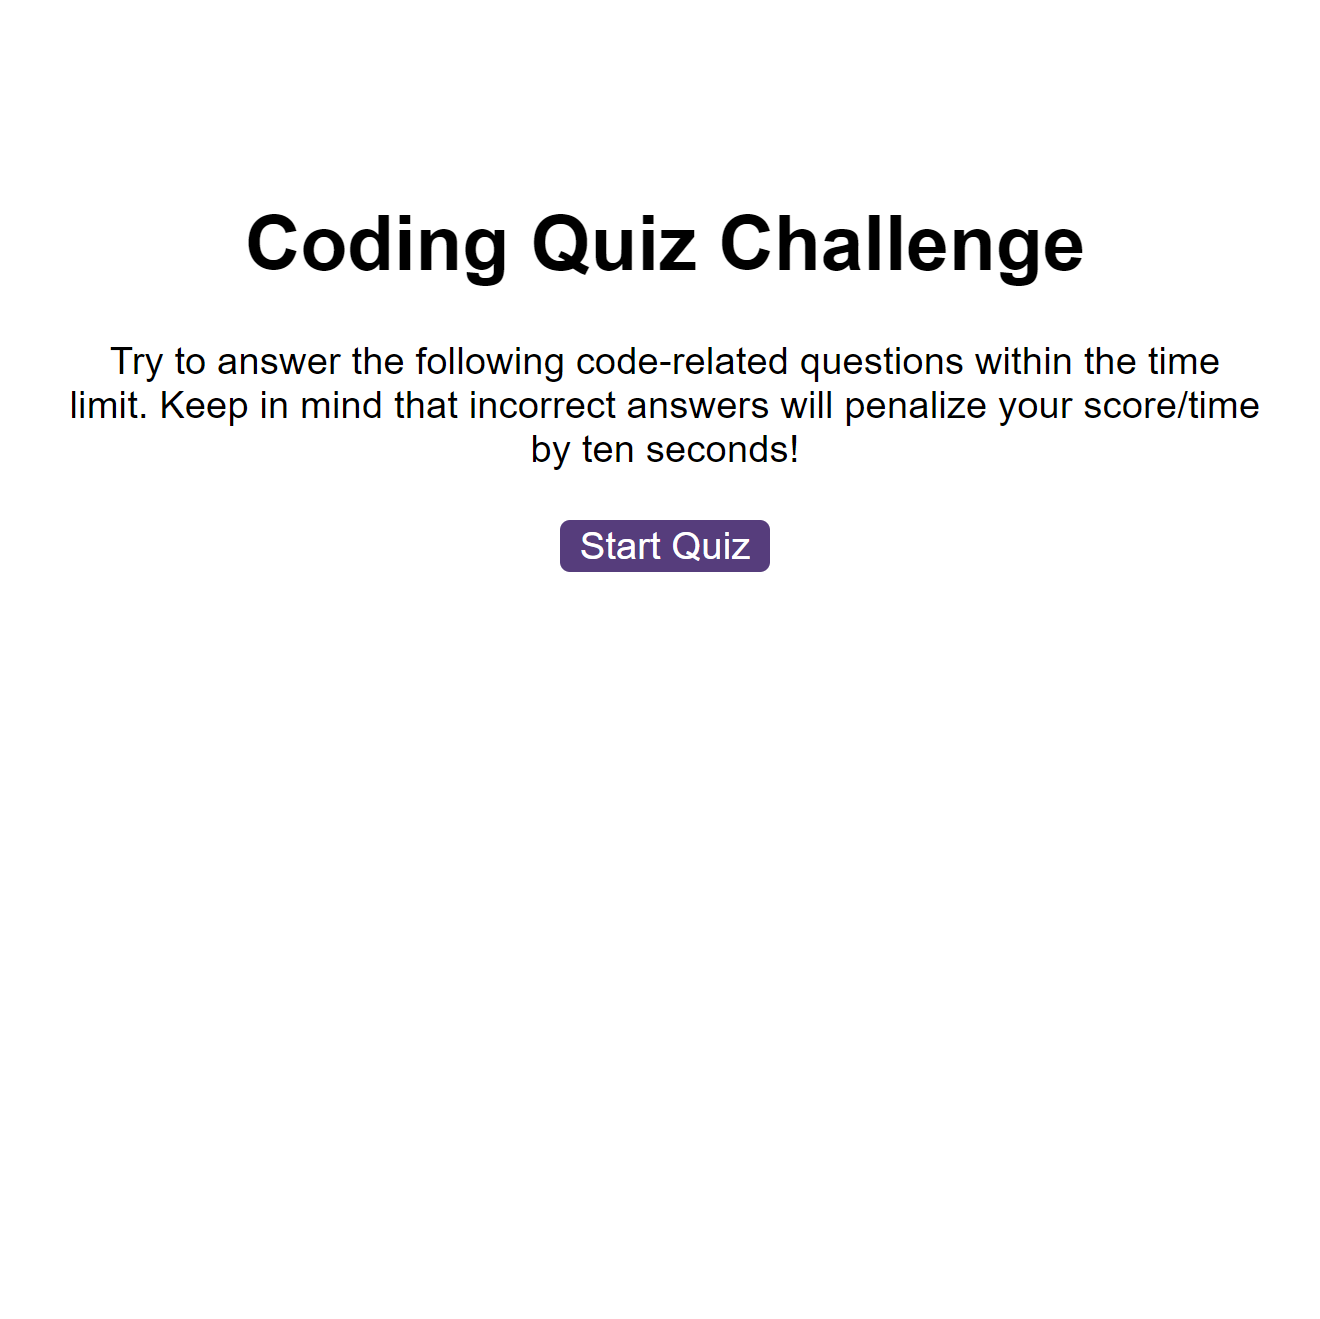 Coding Quiz Challenge
Try to answer the following code-related questions within the time
limit. Keep in mind that incorrect answers will penalize your score/time
by ten seconds!
Start Quiz